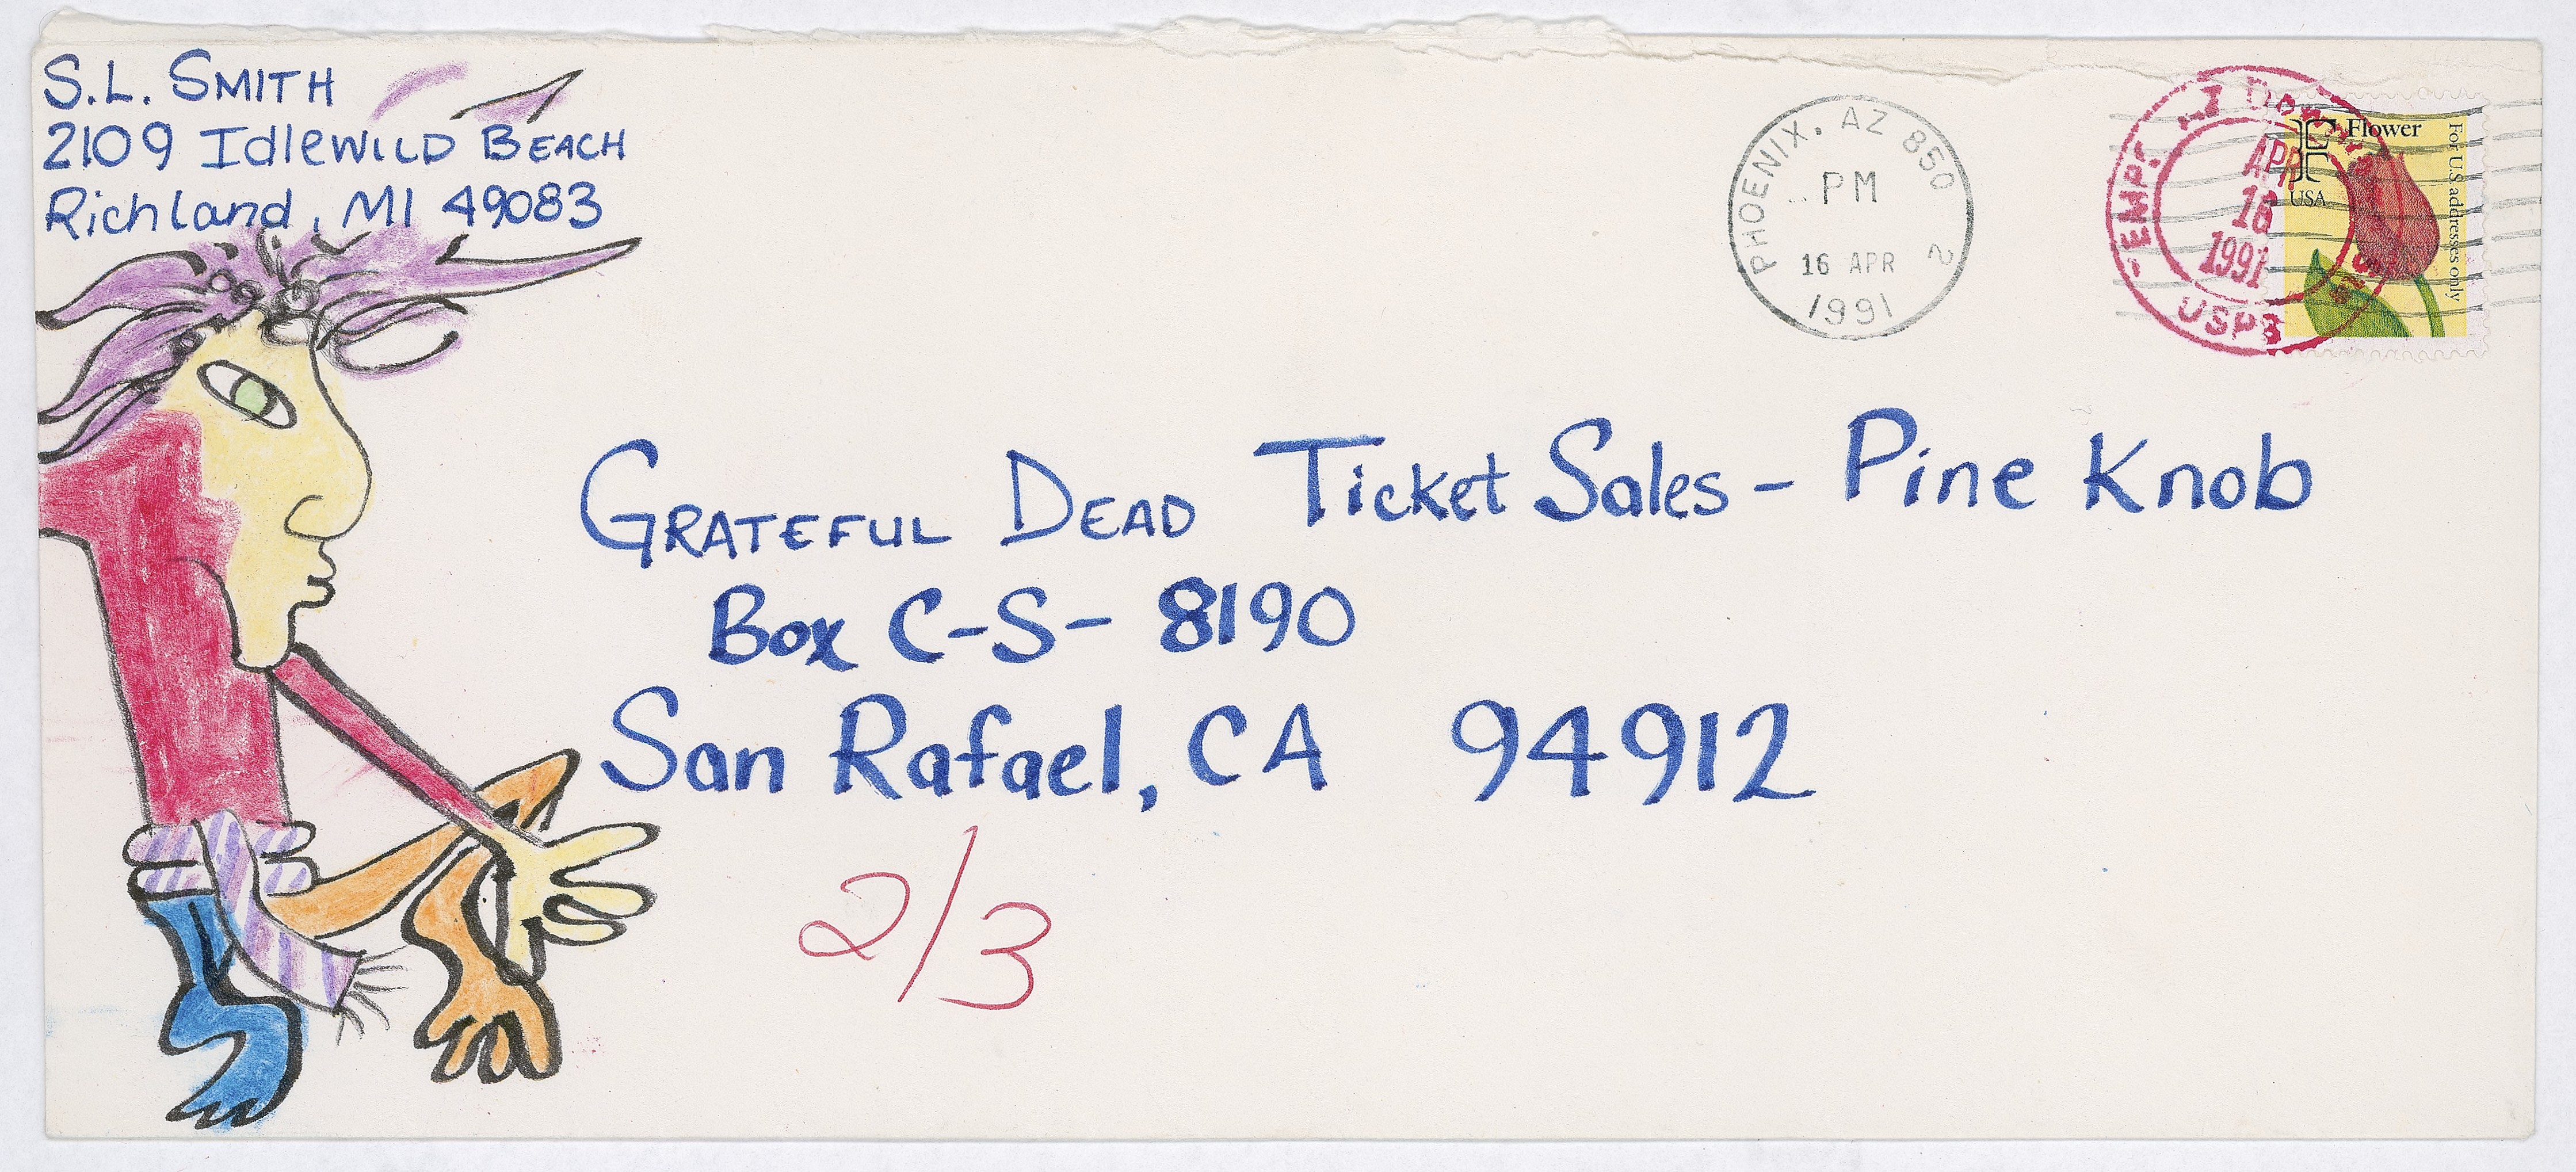 S.L. SMITH
2109 IdlewILD BEACH
Richland, MI 49083
PHOENIX. AZ 850 2
PM
16 APR
1991
TEMPE
AZ
APR
16
1991
USPS
F Flower
USA
For U.S. addresses only
GRATEFUL DEAD Ticket Sales - Pine Knob
Box C-S- 8190
San Rafael, CA 94912
2/3